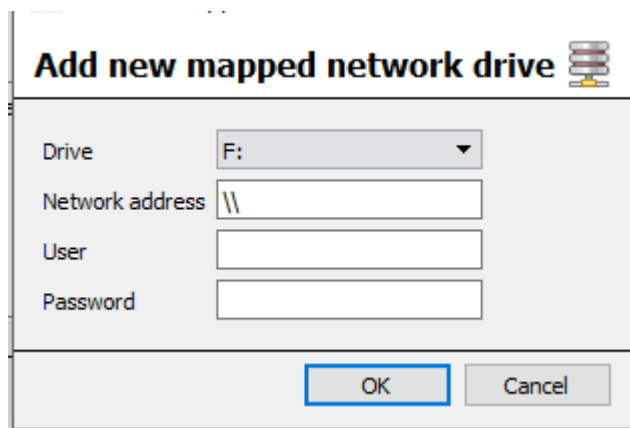 Add new mapped network drive
Drive F:
Network address \\
User
Password
OK Cancel